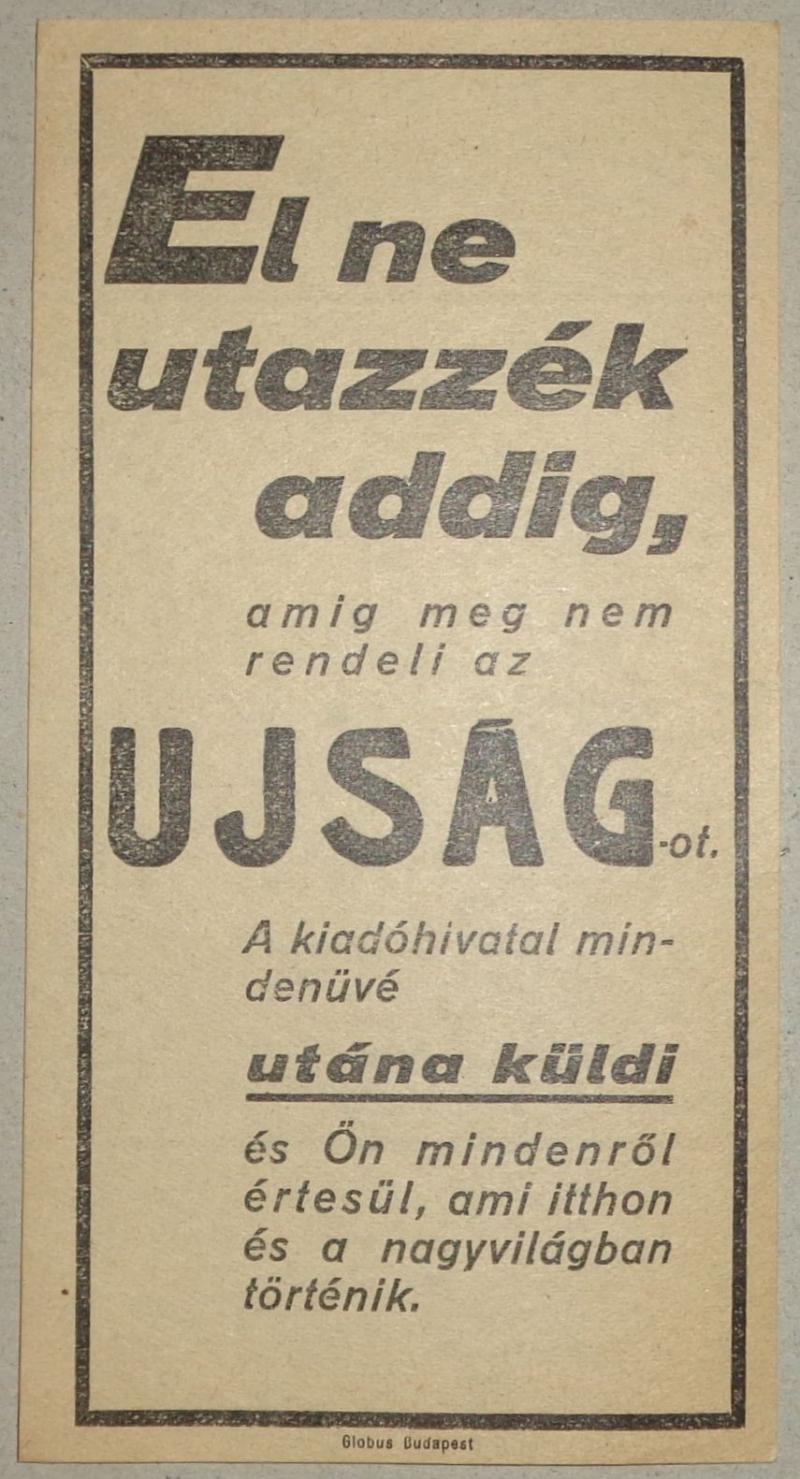 El ne
utazzék
addig,
amig meg nem
rendeli az
UJSÁG-ot.
A kiadóhivatal min-
denüvé
utána küldi
és Ön mindenről
értesül, ami itthon
és a nagyvilágban
történik.
Globus Budapest